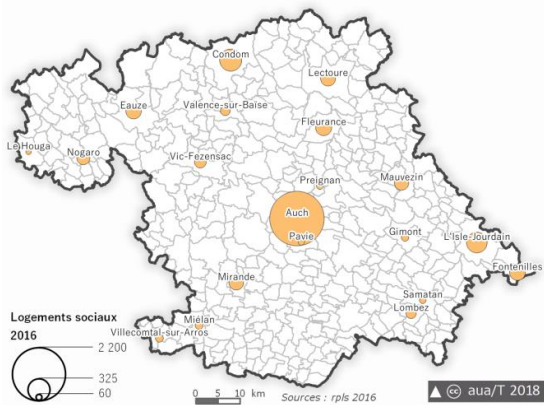 Condom
Lectoure
Eauze
Valence-sur-Baïse
Fleurance
Le Houga
Nogaro
Vic-Fezensac
Preignan
Mauvezin
Auch
Pavie
Gimont
L'Isle-Jourdain
Fontenilles
Mirande
Samatan
Lombez
Miélan
Villecomtal-sur-Arros
Logements sociaux
2016
2 200
325
60
0 5 10 km
Sources : rpls 2016
cc aua/T 2018